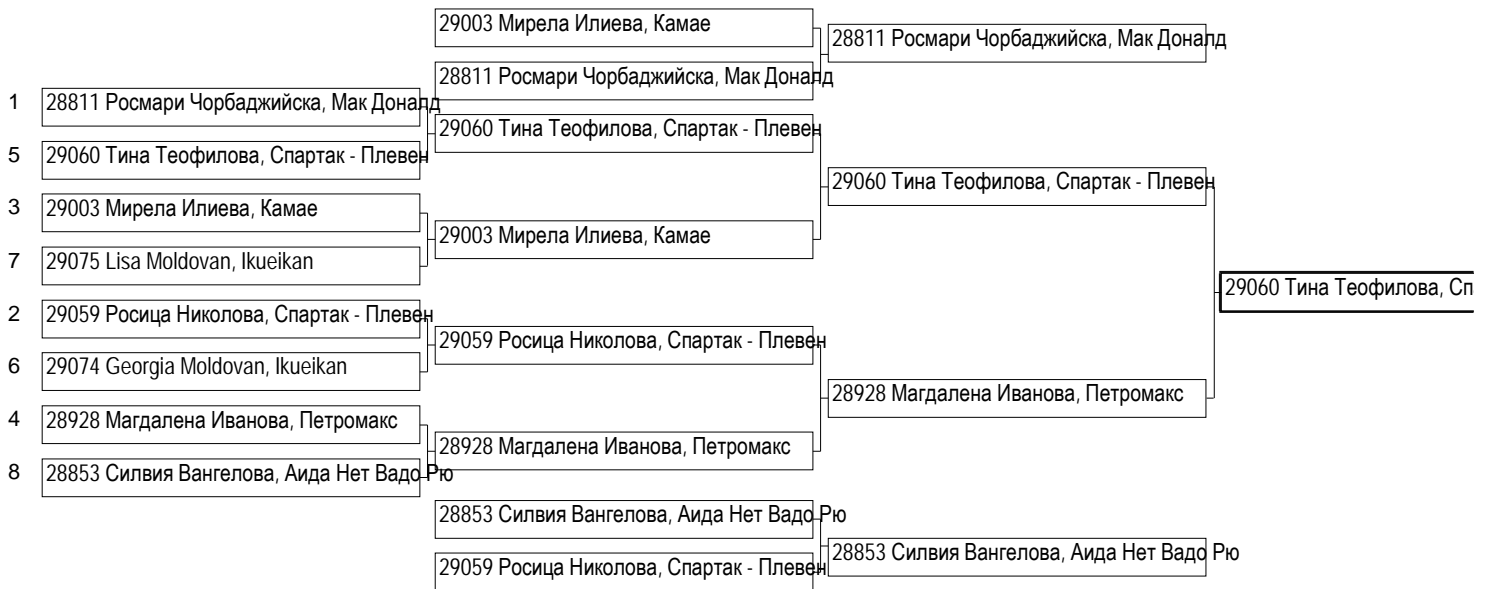 29003 Мирела Илиева, Камае
28811 Росмари Чорбаджийска, Мак Доналд
28811 Росмари Чорбаджийска, Мак Доналд
1 28811 Росмари Чорбаджийска, Мак Доналд
29060 Тина Теофилова, Спартак - Плевен
5 29060 Тина Теофилова, Спартак - Плевен
29060 Тина Теофилова, Спартак - Плевен
3 29003 Мирела Илиева, Камае
29003 Мирела Илиева, Камае
7 29075 Lisa Moldovan, Ikueikan
29060 Тина Теофилова, Сп
2 29059 Росица Николова, Спартак - Плевен
29059 Росица Николова, Спартак - Плевен
6 29074 Georgia Moldovan, Ikueikan
28928 Магдалена Иванова, Петромакс
4 28928 Магдалена Иванова, Петромакс
28928 Магдалена Иванова, Петромакс
8 28853 Силвия Вангелова, Аида Нет Вадо Рю
28853 Силвия Вангелова, Аида Нет Вадо Рю
28853 Силвия Вангелова, Аида Нет Вадо Рю
29059 Росица Николова, Спартак - Плевен